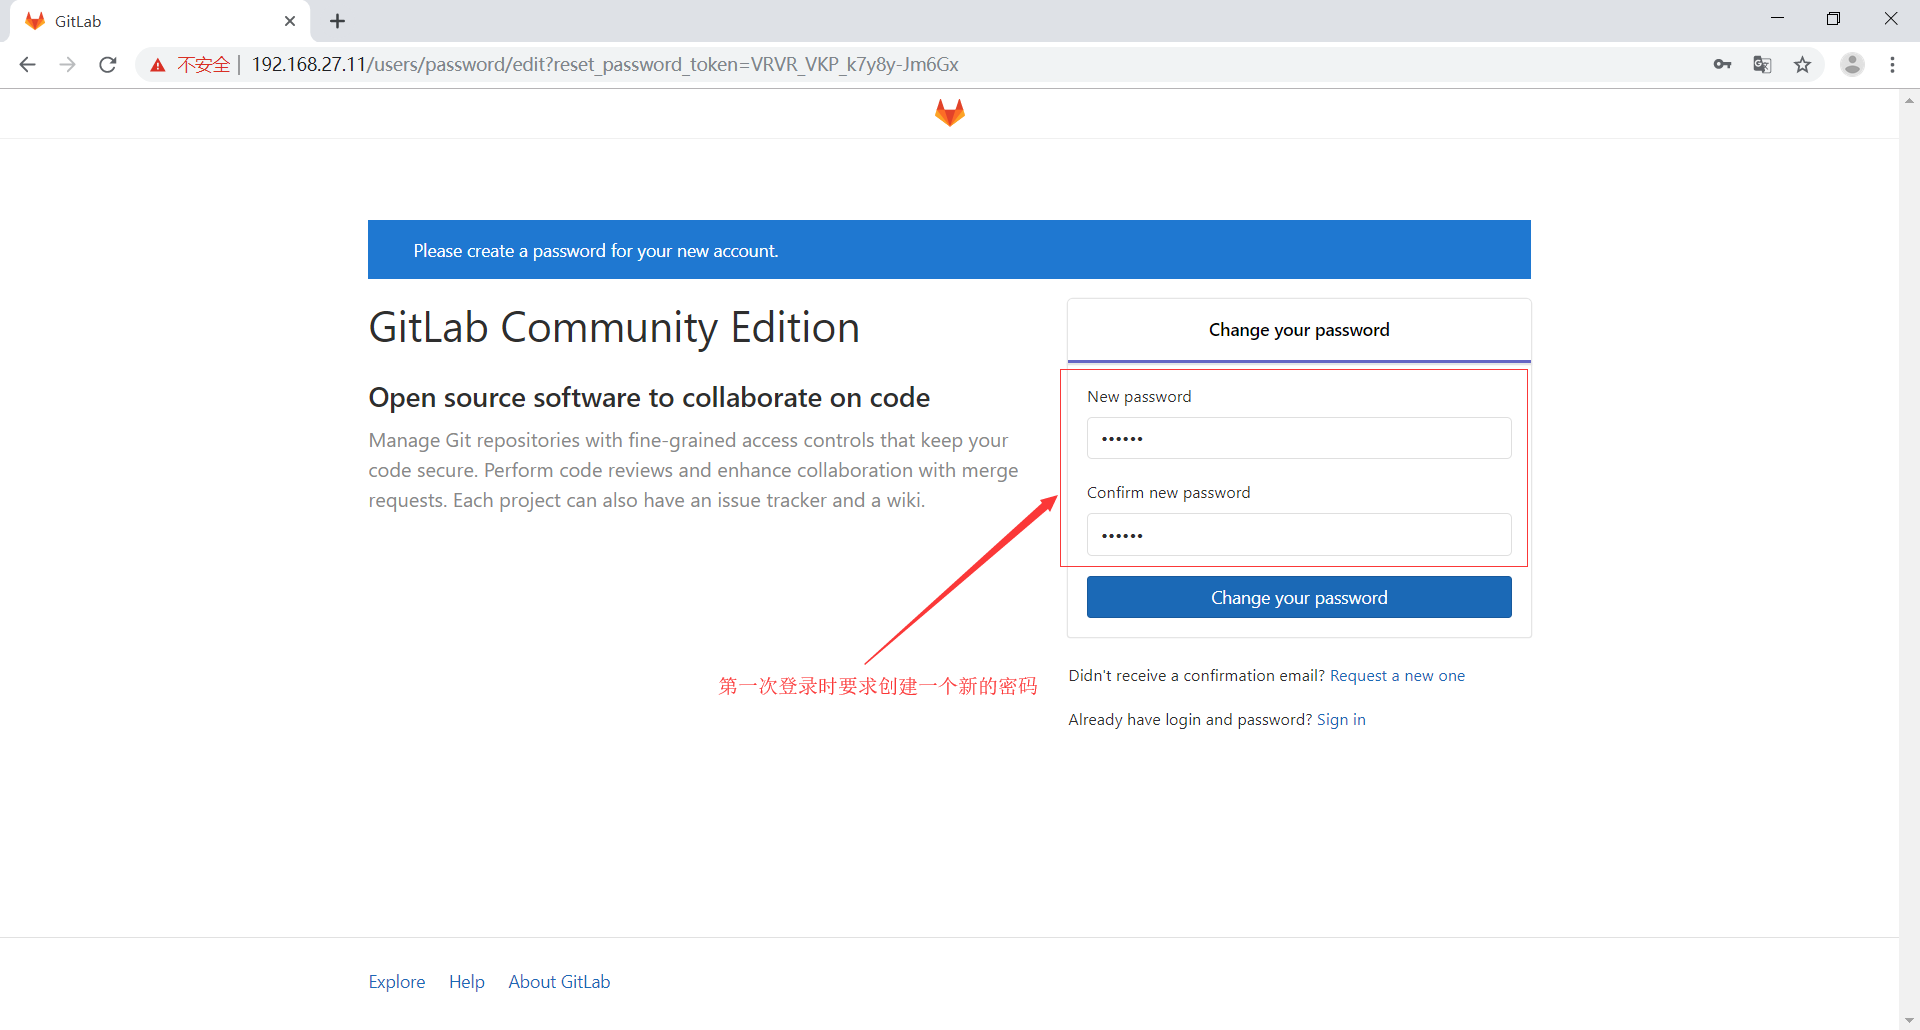 GitLab
不安全 | 192.168.27.11/users/password/edit?reset_password_token=VRVR_VKP_k7y8y-Jm6Gx
Please create a password for your new account.
GitLab Community Edition
Open source software to collaborate on code
Manage Git repositories with fine-grained access controls that keep your
code secure. Perform code reviews and enhance collaboration with merge
requests. Each project can also have an issue tracker and a wiki.
Change your password
New password
••••••
Confirm new password
••••••
Change your password
第一次登录时要求创建一个新的密码
Didn't receive a confirmation email? Request a new one
Already have login and password? Sign in
Explore Help About GitLab